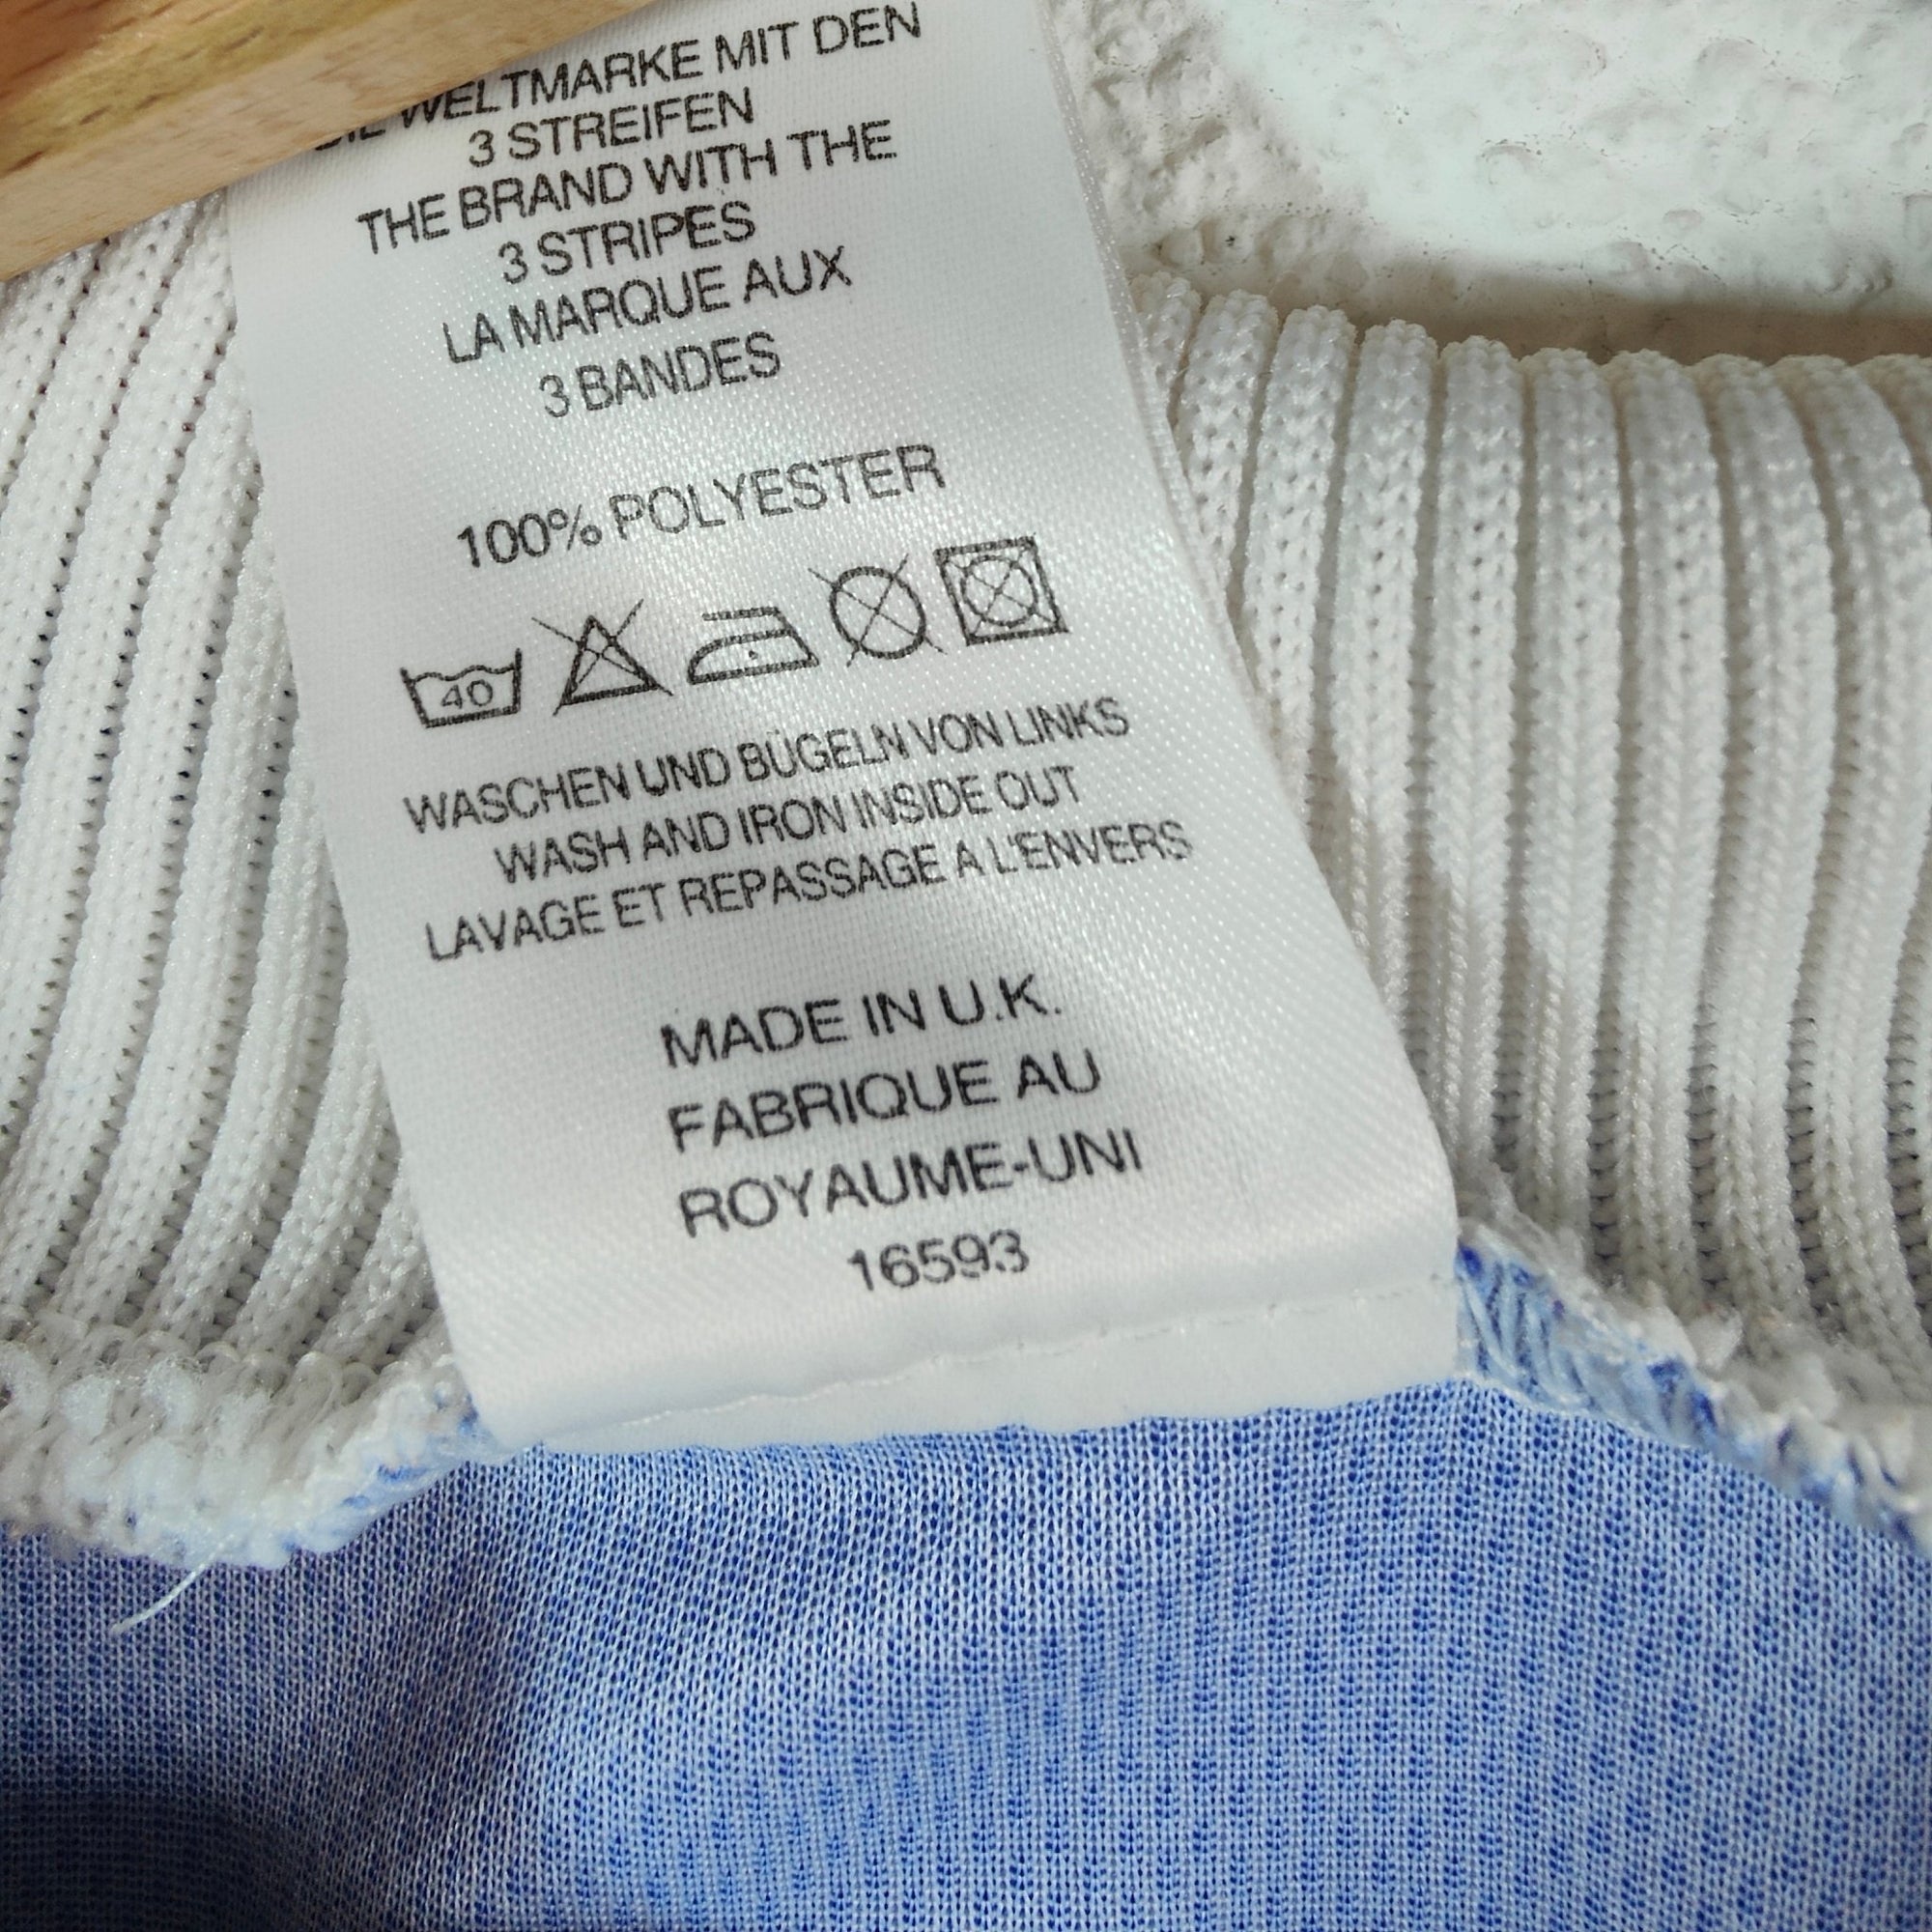 DIE WELTMARKE MIT DEN
3 STREIFEN
THE BRAND WITH THE
3 STRIPES
LA MARQUE AUX
3 BANDES
100% POLYESTER
40
WASCHEN UND BÜGELN VON LINKS
WASH AND IRON INSIDE OUT
LAVAGE ET REPASSAGE A L'ENVERS
MADE IN U.K.
FABRIQUE AU
ROYAUME-UNI
16593